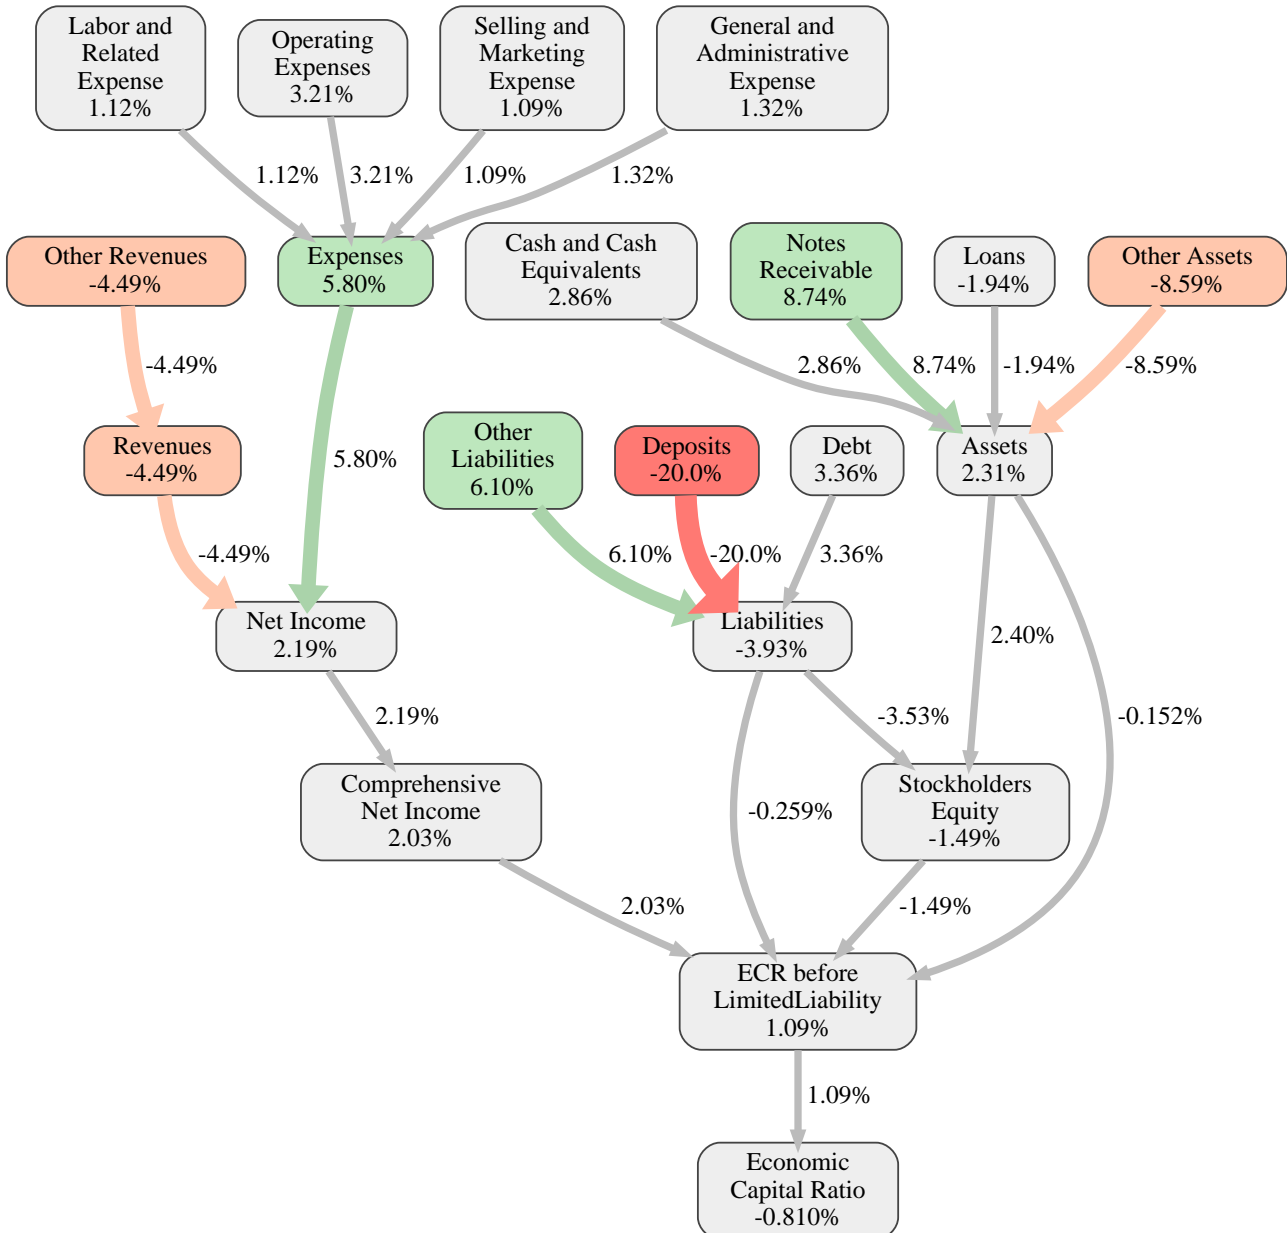 Labor and
Related
Expense
1.12%
Operating
Expenses
3.21%
Selling and
Marketing
Expense
1.09%
General and
Administrative
Expense
1.32%
1.12%
3.21%
1.09%
1.32%
Other Revenues
-4.49%
Expenses
5.80%
Cash and Cash
Equivalents
2.86%
Notes
Receivable
8.74%
Loans
-1.94%
Other Assets
-8.59%
-4.49%
2.86%
8.74%
-1.94%
-8.59%
Revenues
-4.49%
5.80%
Other
Liabilities
6.10%
Deposits
-20.0%
Debt
3.36%
Assets
2.31%
-4.49%
6.10%
-20.0%
3.36%
Net Income
2.19%
Liabilities
-3.93%
2.40%
2.19%
-3.53%
-0.152%
Comprehensive
Net Income
2.03%
-0.259%
Stockholders
Equity
-1.49%
2.03%
-1.49%
ECR before
LimitedLiability
1.09%
1.09%
Economic
Capital Ratio
-0.810%